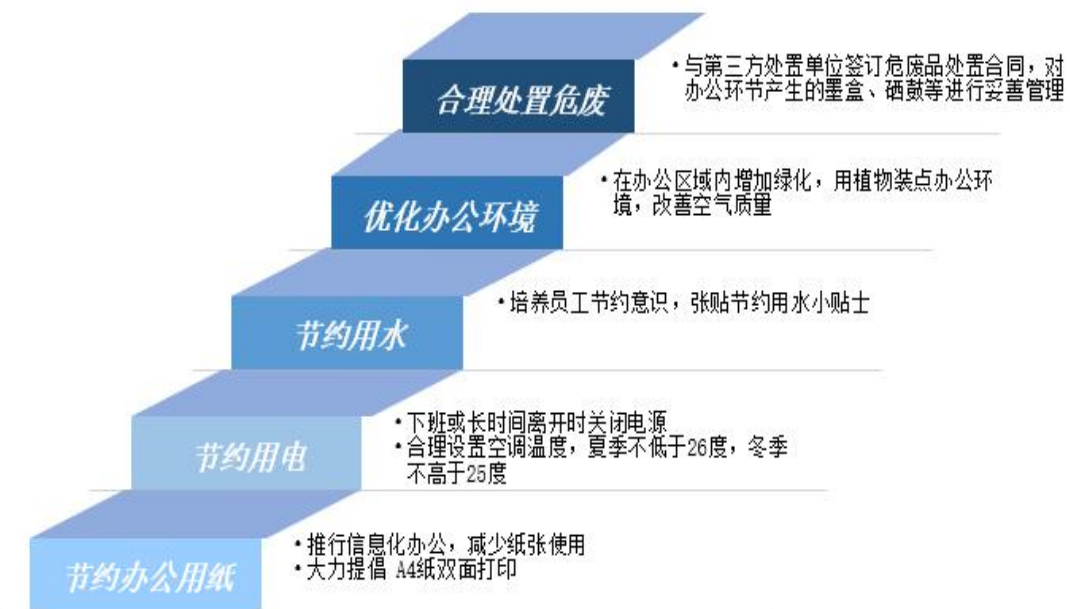 合理处置危废
•与第三方处置单位签订危废品处置合同，对
办公环节产生的墨盒、硒鼓等进行妥善管理
优化办公环境
•在办公区域内增加绿化，用植物装点办公环
境，改善空气质量
节约用水
•培养员工节约意识，张贴节约用水小贴士
节约用电
•下班或长时间离开时关闭电源
•合理设置空调温度，夏季不低于26度，冬季
不高于25度
节约办公用纸
•推行信息化办公，减少纸张使用
•大力提倡 A4纸双面打印